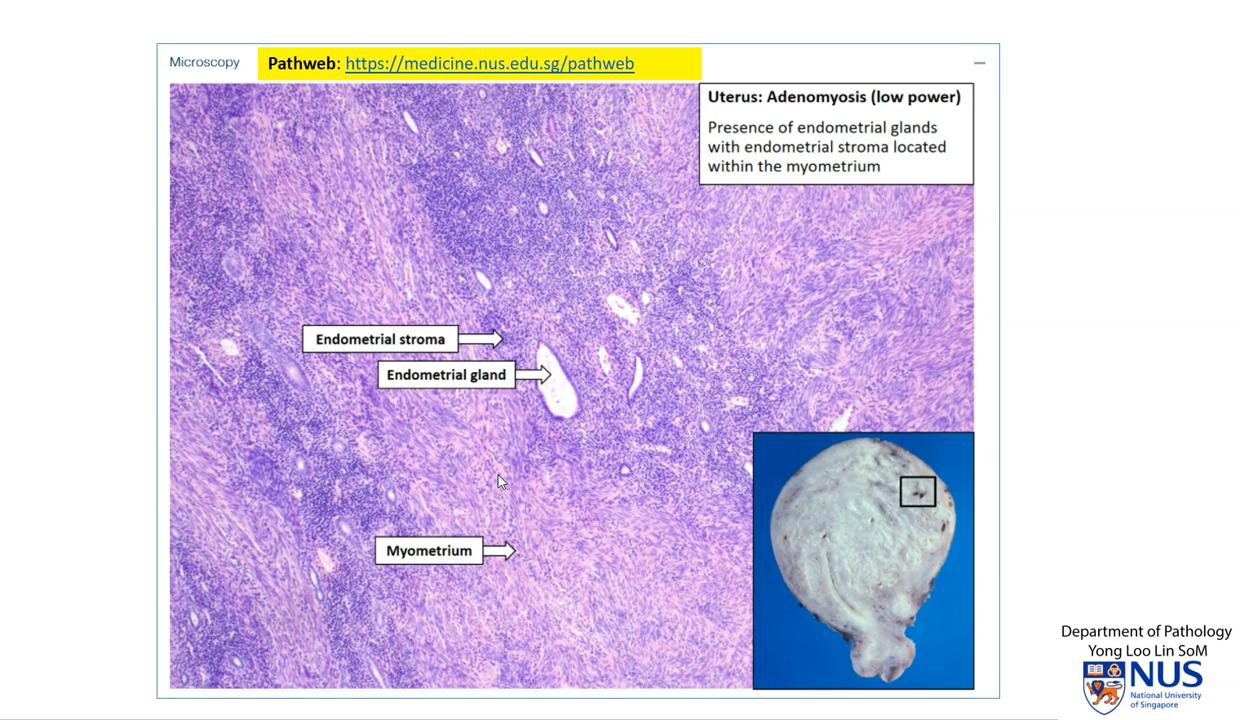 Microscopy
Pathweb: https://medicine.nus.edu.sg/pathweb
Uterus: Adenomyosis (low power)
Presence of endometrial glands
with endometrial stroma located
within the myometrium
Endometrial stroma
Endometrial gland
Myometrium
Department of Pathology
Yong Loo Lin SoM
NUS
National University
of Singapore